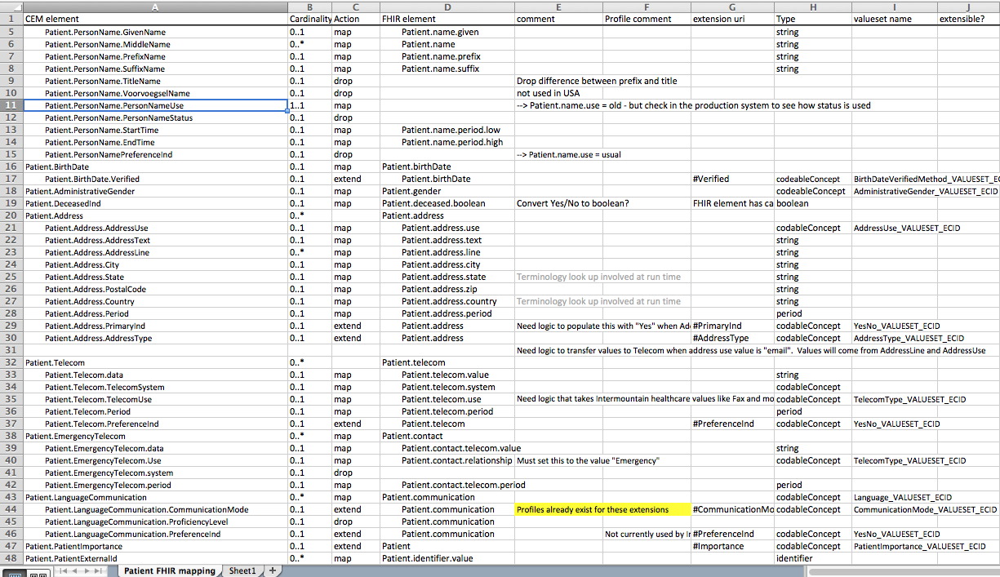 A B C D E F G H I J
1 CEM element Cardinality Action FHIR element comment Profile comment extension uri Type valueset name extensible?
5 Patient.PersonName.GivenName 0..1 map Patient.name.given string
6 Patient.PersonName.MiddleName 0..* map Patient.name string
7 Patient.PersonName.PrefixName 0..1 map Patient.name.prefix string
8 Patient.PersonName.SuffixName 0..1 map Patient.name.suffix string
9 Patient.PersonName.TitleName 0..1 drop Drop difference between prefix and title
10 Patient.PersonName.VoorvoegselName 0..1 drop not used in USA
11 Patient.PersonName.PersonNameUse 1..1 map --> Patient.name.use = old - but check in the production system to see how status is used
12 Patient.PersonName.PersonNameStatus 0..1 drop
13 Patient.PersonName.StartTime 0..1 map Patient.name.period.low
14 Patient.PersonName.EndTime 0..1 map Patient.name.period.high
15 Patient.PersonNamePreferenceInd 0..1 drop --> Patient.name.use = usual
16 Patient.BirthDate 0..1 map Patient.birthDate
17 Patient.BirthDate.Verified 0..1 extend Patient.birthDate #Verified codeableConcept BirthDateVerifiedMethod_VALUESET_EC
18 Patient.AdministrativeGender 0..1 map Patient.gender codeableConcept AdministrativeGender_VALUESET_ECID
19 Patient.DeceasedInd 0..1 map Patient.deceased.boolean Convert Yes/No to boolean? FHIR element has ca boolean
20 Patient.Address 0..* Patient.address
21 Patient.Address.AddressUse 0..1 map Patient.address.use codableConcept AddressUse_VALUESET_ECID
22 Patient.Address.AddressText 0..1 map Patient.address.text string
23 Patient.Address.AddressLine 0..* map Patient.address.line string
24 Patient.Address.City 0..1 map Patient.address.city string
25 Patient.Address.State 0..1 map Patient.address.state Terminology look up involved at run time string
26 Patient.Address.PostalCode 0..1 map Patient.address.zip string
27 Patient.Address.Country 0..1 map Patient.address.country Terminology look up involved at run time string
28 Patient.Address.Period 0..1 map Patient.address.period period
29 Patient.Address.PrimaryInd 0..1 extend Patient.address Need logic to populate this with "Yes" when Ad #PrimaryInd codableConcept YesNo_VALUESET_ECID
30 Patient.Address.AddressType 0..1 extend Patient.address #AddressType codableConcept AddressType_VALUESET_ECID
31 Need logic to transfer values to Telecom when address use value is "email". Values will come from AddressLine and AddressUse
32 Patient.Telecom 0..* Patient.telecom
33 Patient.Telecom.data 0..1 map Patient.telecom.value string
34 Patient.Telecom.TelecomSystem 0..1 map Patient.telecom.system codableConcept
35 Patient.Telecom.TelecomUse 0..1 map Patient.telecom.use Need logic that takes Intermountain healthcare values like Fax and mo codableConcept TelecomType_VALUESET_ECID
36 Patient.Telecom.Period 0..1 map Patient.telecom.period period
37 Patient.Telecom.PreferenceInd 0..1 extend Patient.telecom #PreferenceInd codableConcept YesNo_VALUESET_ECID
38 Patient.EmergencyTelecom 0..* map Patient.contact
39 Patient.EmergencyTelecom.data 0..1 map Patient.contact.telecom.value string
40 Patient.EmergencyTelecom.Use 0..1 map Patient.contact.relationship Must set this to the value "Emergency" codableConcept TelecomType_VALUESET_ECID
41 Patient.EmergencyTelecom.system 0..1 drop
42 Patient.EmergencyTelecom.period 0..1 map Patient.contact.telecom.period period
43 Patient.LanguageCommunication 0..* map Patient.communication codableConcept Language_VALUESET_ECID
44 Patient.LanguageCommunication.CommunicationMode 0..1 extend Patient.communication Profiles already exist for these extensions #CommunicationMo codableConcept CommunicationMode_VALUESET_ECID
45 Patient.LanguageCommunication.ProficiencyLevel 0..1 drop Patient.communication
46 Patient.LanguageCommunication.PreferenceInd 0..1 extend Patient.communication Not currently used by Ir #PreferenceInd codableConcept YesNo_VALUESET_ECID
47 Patient.PatientImportance 0..1 extend Patient #Importance codableConcept PatientImportance_VALUESET_ECID
48 Patient.PatientExternalId 0..* map Patient.identifier.value identifier
Patient FHIR mapping Sheet1 +